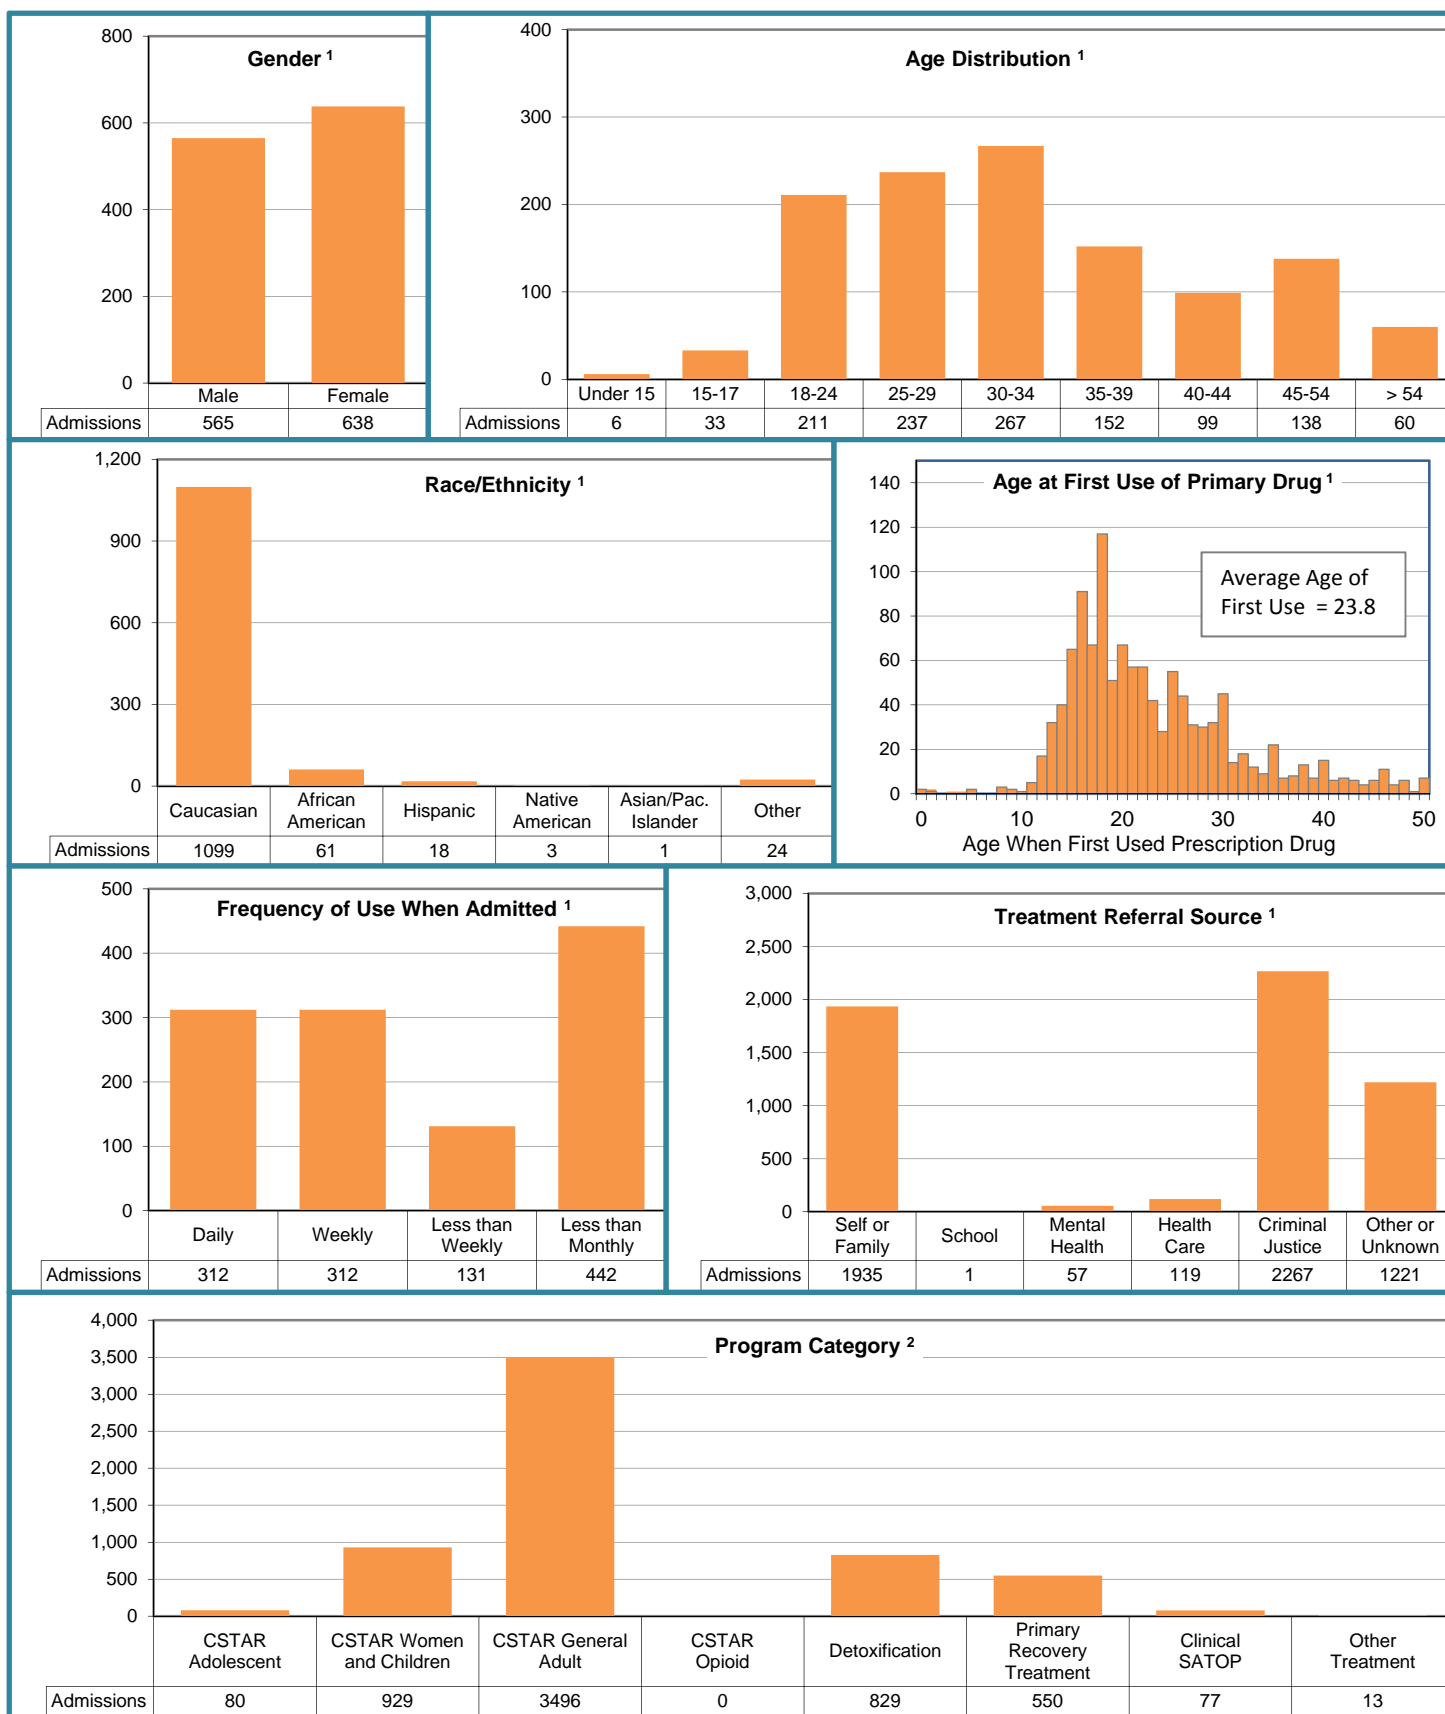 Gender 1
800
600
400
200
0
Male Female
Admissions 565 638
Age Distribution 1
400
300
200
100
0
Under 15 15-17 18-24 25-29 30-34 35-39 40-44 45-54 > 54
Admissions 6 33 211 237 267 152 99 138 60
Race/Ethnicity 1
1,200
900
600
300
0
Caucasian African American Hispanic Native American Asian/Pac. Islander Other
Admissions 1099 61 18 3 1 24
Age at First Use of Primary Drug 1
140
120
100
80
60
40
20
0
Average Age of
First Use = 23.8
0 10 20 30 40 50
Age When First Used Prescription Drug
Frequency of Use When Admitted 1
500
400
300
200
100
0
Daily Weekly Less than Weekly Less than Monthly
Admissions 312 312 131 442
Treatment Referral Source 1
3,000
2,500
2,000
1,500
1,000
500
0
Self or Family School Mental Health Health Care Criminal Justice Other or Unknown
Admissions 1935 1 57 119 2267 1221
Program Category 2
4,000
3,500
3,000
2,500
2,000
1,500
1,000
500
0
CSTAR Adolescent CSTAR Women and Children CSTAR General Adult CSTAR Opioid Detoxification Primary Recovery Treatment Clinical SATOP Other Treatment
Admissions 80 929 3496 0 829 550 77 13